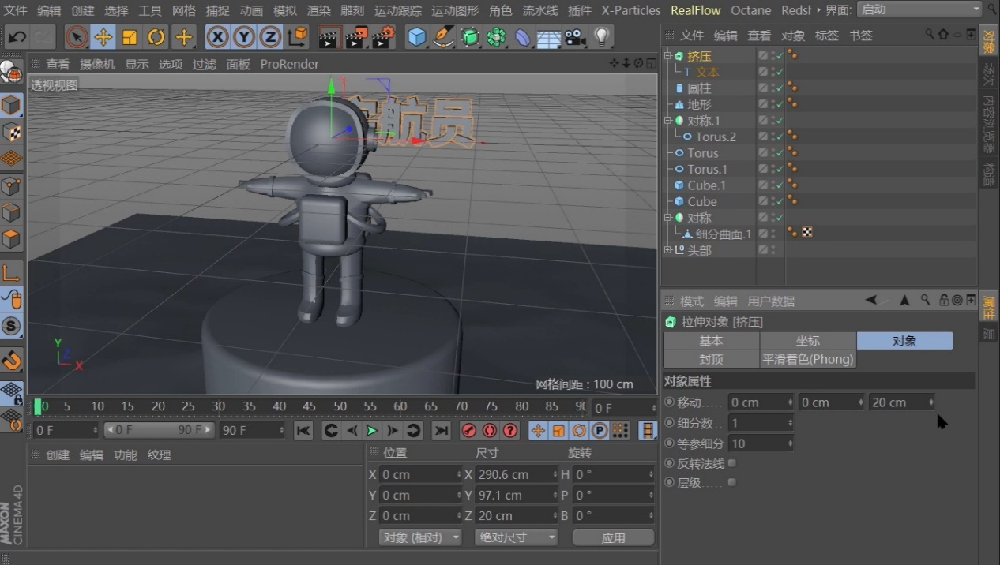 文件 编辑 创建 选择 工具 网格 捕捉 动画 模拟 渲染 雕刻 运动跟踪 运动图形 角色 流水线 插件 X-Particles RealFlow Octane Redsh 界面: 启动
文件 编辑 查看 对象 标签 书签
查看 摄像机 显示 选项 过滤 面板 ProRender
透视视图
航员
Y
Z
X
网格间距 : 100 cm
挤压
文本
圆柱
地形
对称.1
Torus.2
Torus
Torus.1
Cube.1
Cube
对称
细分曲面.1
头部
对象
场次
内容浏览器
构造
模式 编辑 用户数据
属性
层
拉伸对象 [挤压]
基本 坐标 对象
封顶 平滑着色(Phong)
对象属性
移动..... 0 cm 0 cm 20 cm
细分数.. 1
等参细分 10
反转法线
层级.....
0 5 10 15 20 25 30 35 40 45 50 55 60 65 70 75 80 85 90 0 F
0 F 0 F 90 F 90 F
创建 编辑 功能 纹理
位置 尺寸 旋转
X 0 cm X 290.6 cm H 0 °
Y 0 cm Y 97.1 cm P 0 °
Z 0 cm Z 20 cm B 0 °
对象 (相对) 绝对尺寸 应用
MAXON
CINEMA 4D